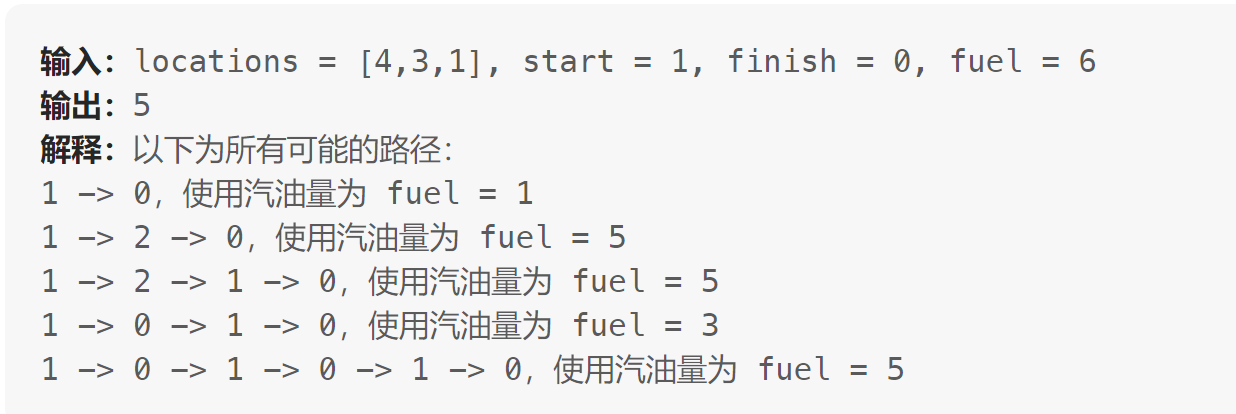 输入：locations = [4,3,1], start = 1, finish = 0, fuel = 6
输出：5
解释：以下为所有可能的路径：
1 -> 0，使用汽油量为 fuel = 1
1 -> 2 -> 0，使用汽油量为 fuel = 5
1 -> 2 -> 1 -> 0，使用汽油量为 fuel = 5
1 -> 0 -> 1 -> 0，使用汽油量为 fuel = 3
1 -> 0 -> 1 -> 0 -> 1 -> 0，使用汽油量为 fuel = 5